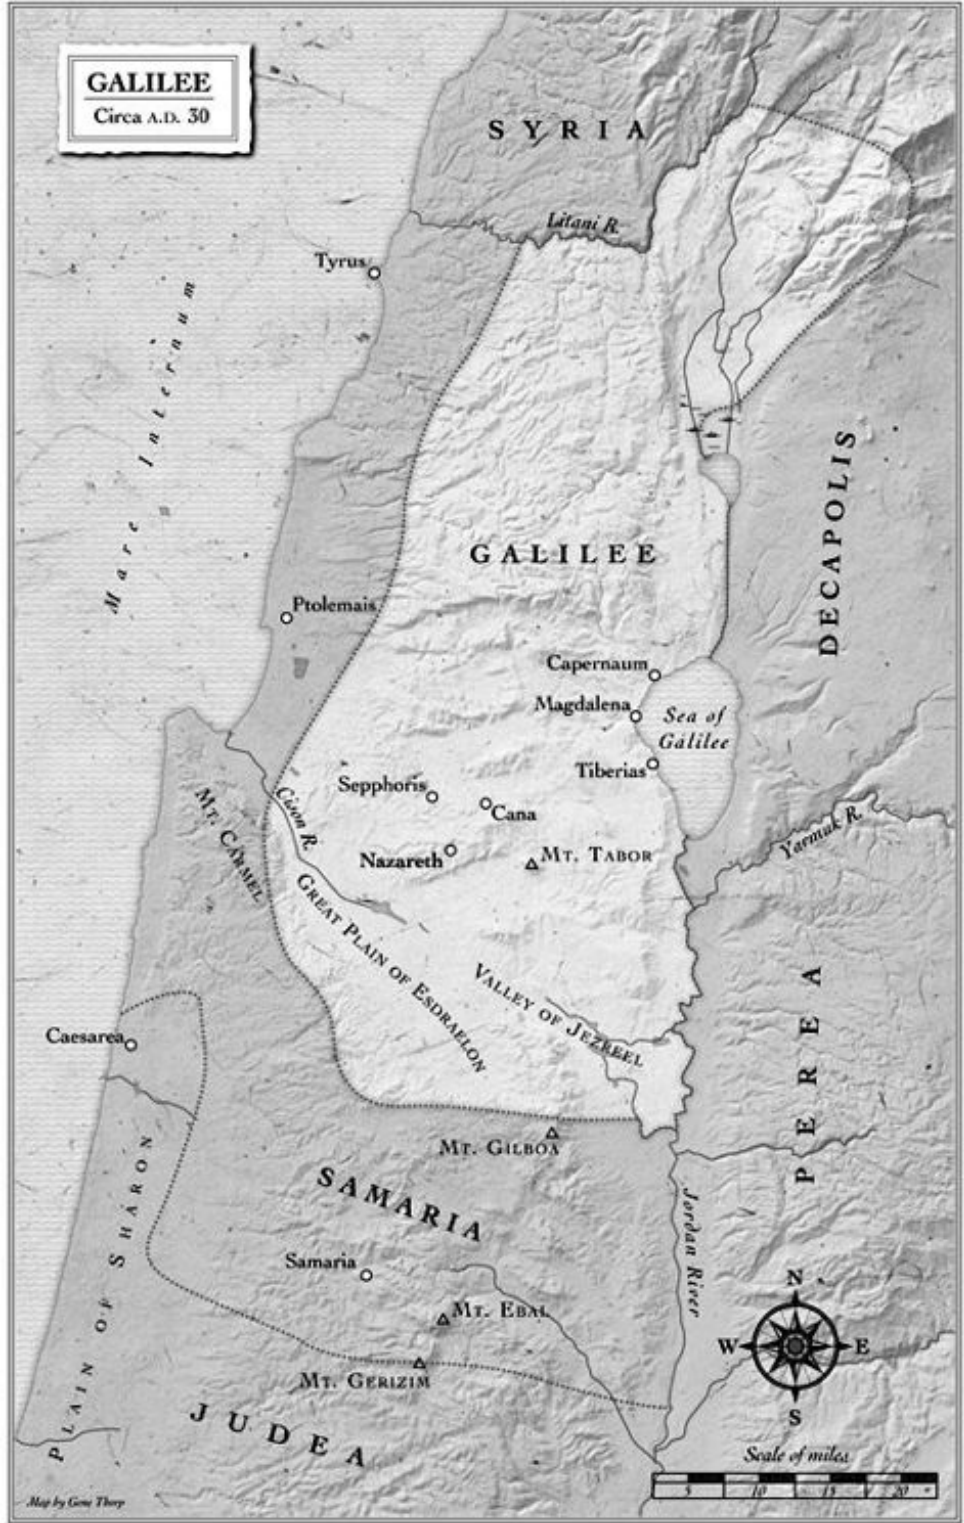 GALILEE
Circa A.D. 30
SYRIA
Litani R.
Tyrus
Mare Internum
DECAPOLIS
GALILEE
Ptolemais
Capernaum
Magdalena
Sea of
Galilee
Tiberias
Sepphoris
Cana
Cison R.
Mt. Carmel
Yarmuk R.
Nazareth
Mt. Tabor
Great Plain of Esdraelon
Valley of Jezreel
PEREA
Caesarea
Mt. Gilboa
Plain of Sharon
SAMARIA
Jordan River
Samaria
Mt. Ebal
Mt. Gerizim
JUDEA
N
W
E
S
Scale of miles
5 10 15 20
Map by Gene Thorp